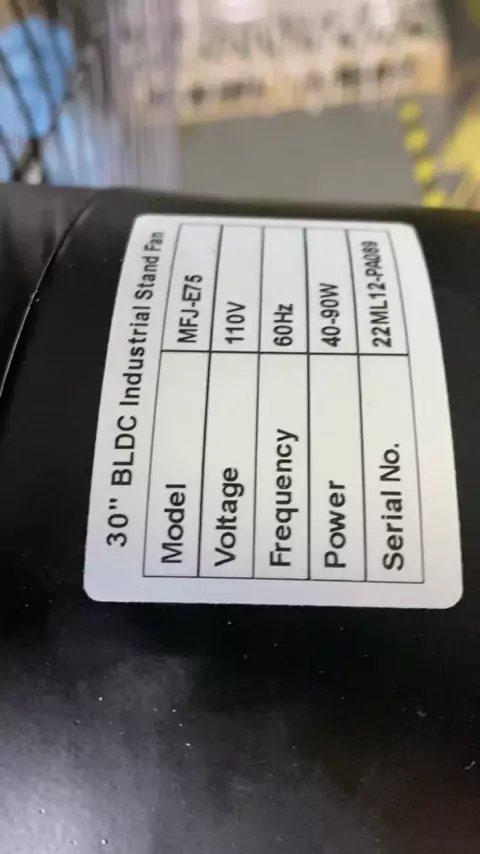 30" BLDC Industrial Stand Fan
Model MFJ-E75
Voltage 110V
Frequency 60Hz
Power 40-90W
Serial No. 22ML12-PA089